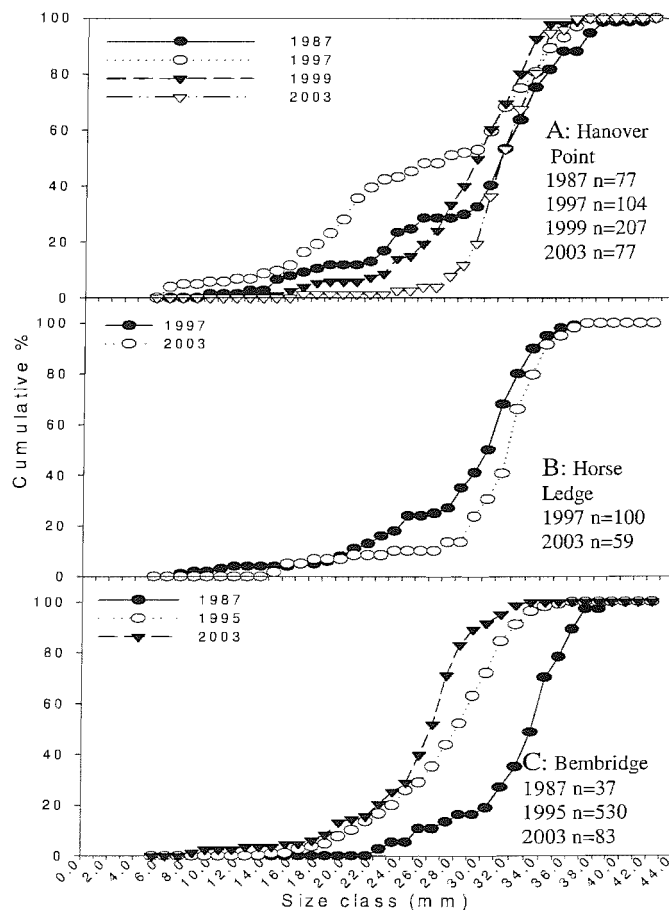 100
80
60
40
20
0
1987
1997
1999
2003
A: Hanover
Point
1987 n=77
1997 n=104
1999 n=207
2003 n=77
Cumulative %
100
80
60
40
20
0
1997
2003
B: Horse
Ledge
1997 n=100
2003 n=59
100
80
60
40
20
0
1987
1995
2003
C: Bembridge
1987 n=37
1995 n=530
2003 n=83
0.0 2.0 4.0 6.0 8.0 10.0 12.0 14.0 16.0 18.0 20.0 22.0 24.0 26.0 28.0 30.0 32.0 34.0 36.0 38.0 40.0 42.0 44.0
Size class (mm)